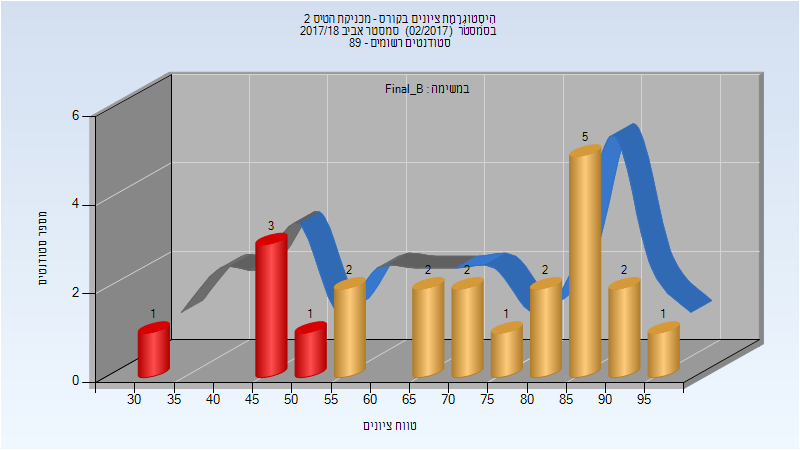 היסטוגרמת ציונים בקורס - מכניקת הטיס 2
בסמסטר (02/2017) סמסטר אביב 2017/18
סטודנטים רשומים - 89
במשימה : Final_B
מספר סטודנטים
6
4
2
0
1
3
1
2
2
2
1
2
5
2
1
30 35 40 45 50 55 60 65 70 75 80 85 90 95
טווח ציונים